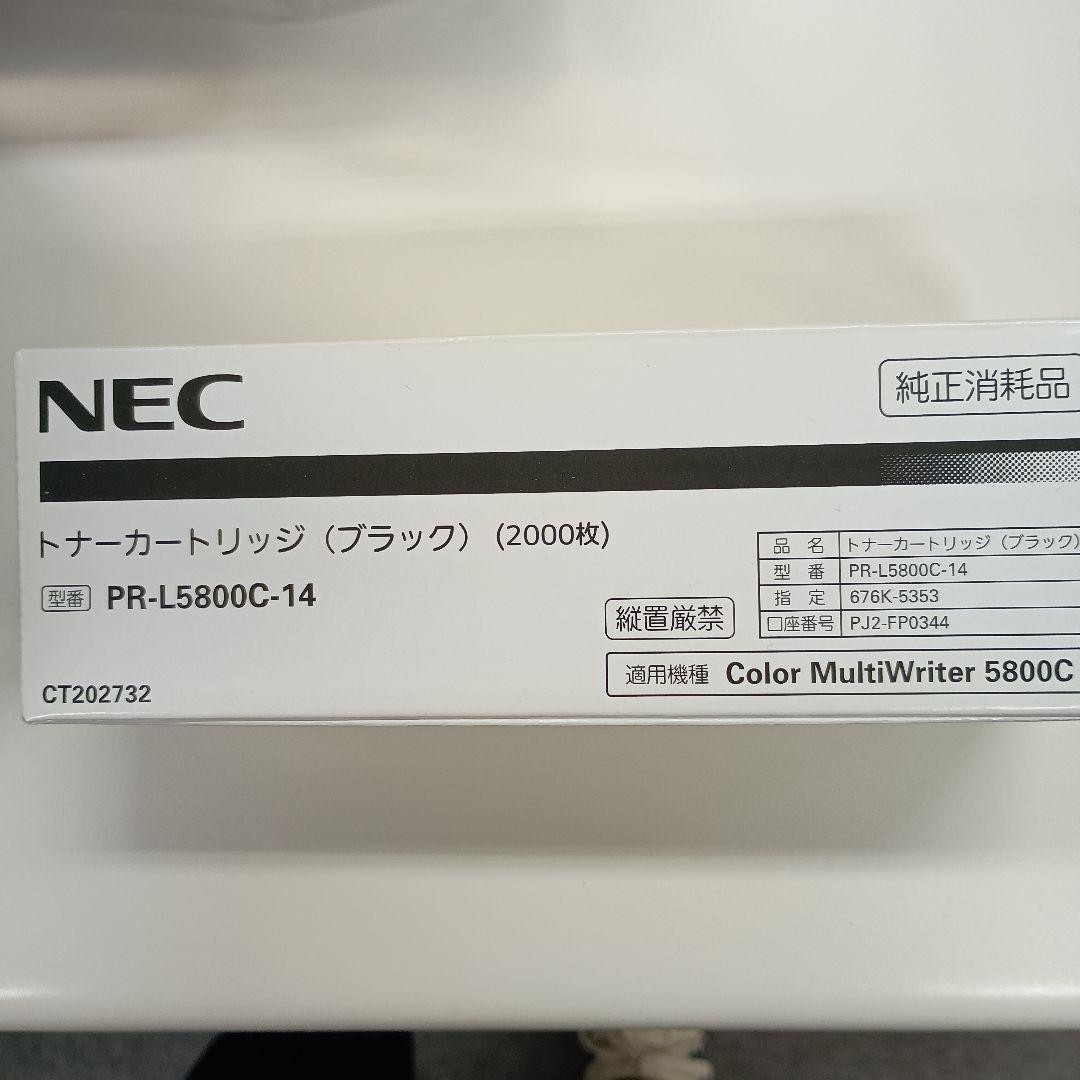 NEC
純正消耗品
トナーカートリッジ（ブラック） (2000枚)
型番 PR-L5800C-14
縦置厳禁
品 名 トナーカートリッジ（ブラック）
型 番 PR-L5800C-14
指 定 676K-5353
口座番号 PJ2-FP0344
適用機種 Color MultiWriter 5800C
CT202732